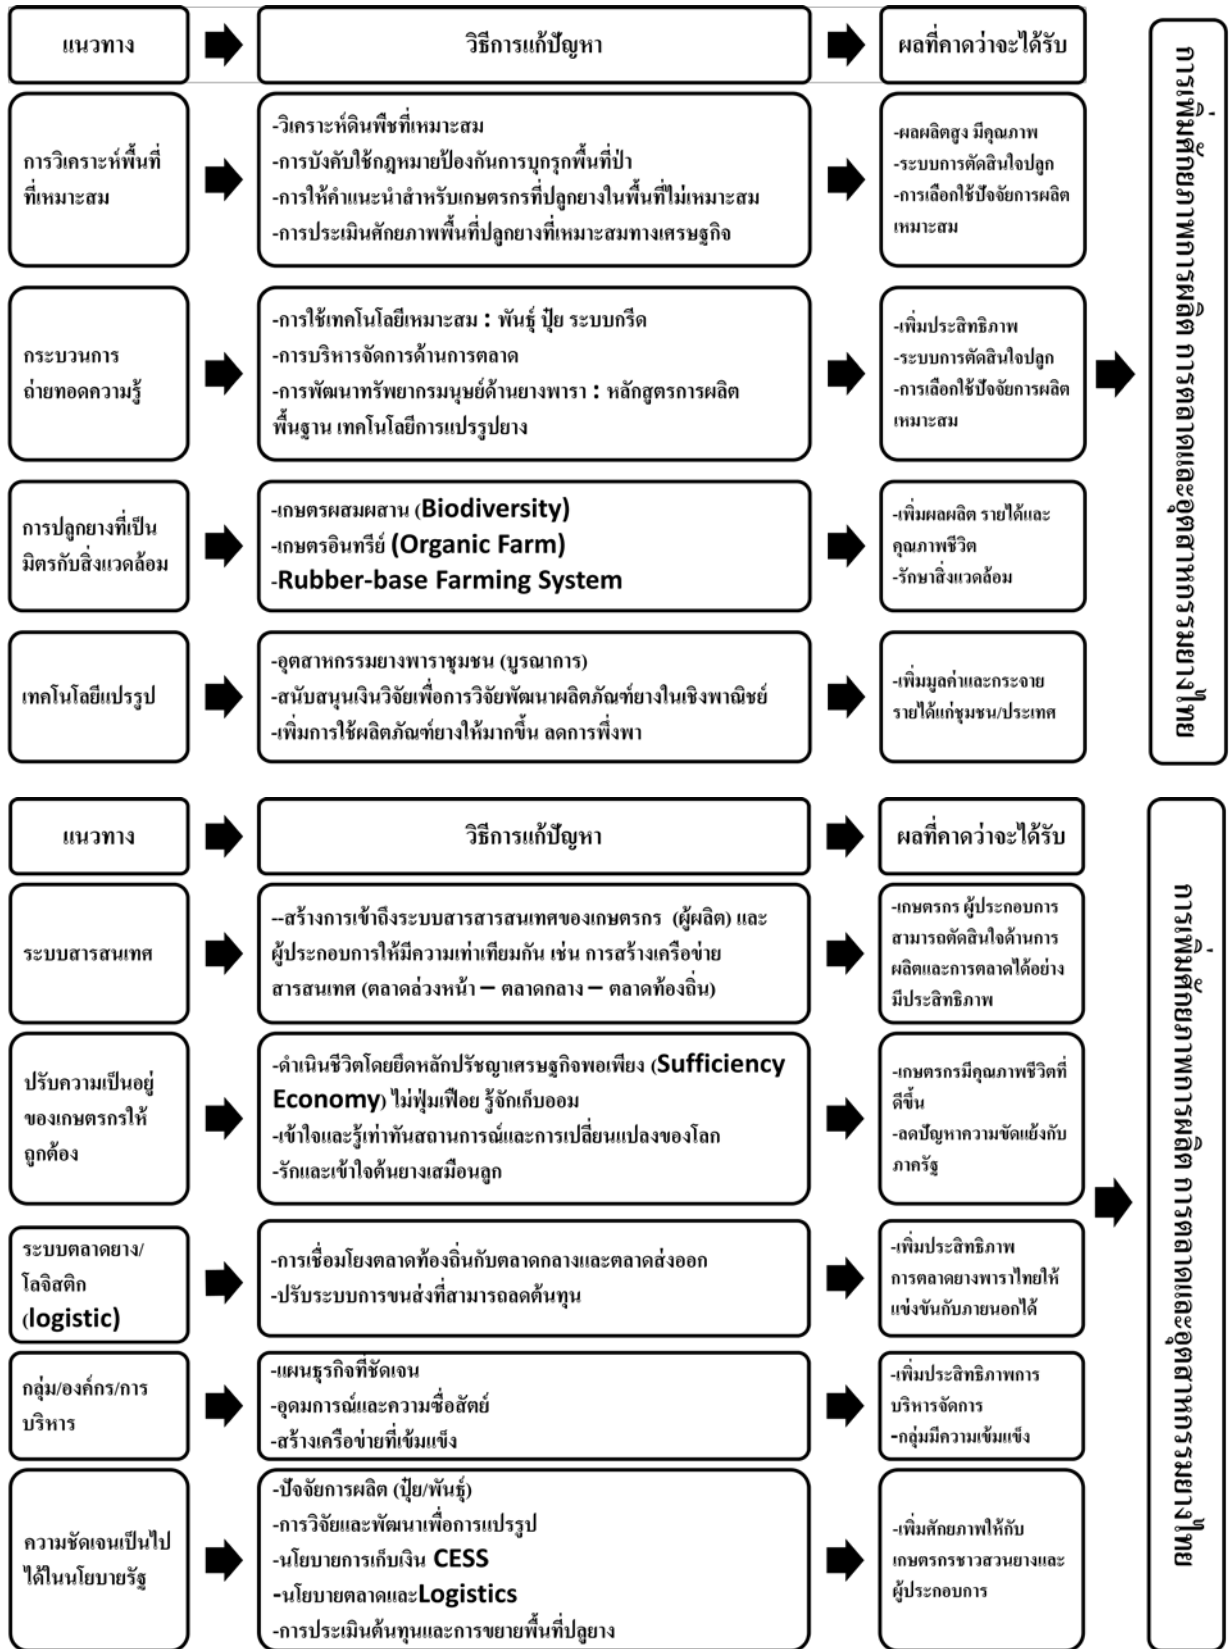 แนวทาง
วิธีการแก้ปัญหา
ผลที่คาดว่าจะได้รับ
การวิเคราะห์พื้นที่
ที่เหมาะสม
-วิเคราะห์ดินพืชที่เหมาะสม
-การบังคับใช้กฎหมายป้องกันการบุกรุกพื้นที่ป่า
-การให้คำแนะนำสำหรับเกษตรกรที่ปลูกยางในพื้นที่ไม่เหมาะสม
-การประเมินศักยภาพพื้นที่ปลูกยางที่เหมาะสมทางเศรษฐกิจ
-ผลผลิตสูง มีคุณภาพ
-ระบบการตัดสินใจปลูก
-การเลือกใช้ปัจจัยการผลิต
เหมาะสม
กระบวนการ
ถ่ายทอดความรู้
-การใช้เทคโนโลยีเหมาะสม : พันธุ์ ปุ๋ย ระบบกรีด
-การบริหารจัดการด้านการตลาด
-การพัฒนาทรัพยากรมนุษย์ด้านยางพารา : หลักสูตรการผลิต
พื้นฐาน เทคโนโลยีการแปรรูปยาง
-เพิ่มประสิทธิภาพ
-ระบบการตัดสินใจปลูก
-การเลือกใช้ปัจจัยการผลิต
เหมาะสม
การปลูกยางที่เป็น
มิตรกับสิ่งแวดล้อม
-เกษตรผสมผสาน (Biodiversity)
-เกษตรอินทรีย์ (Organic Farm)
-Rubber-base Farming System
-เพิ่มผลผลิต รายได้และ
คุณภาพชีวิต
-รักษาสิ่งแวดล้อม
เทคโนโลยีแปรรูป
-อุตสาหกรรมยางพาราชุมชน (บูรณาการ)
-สนับสนุนเงินวิจัยเพื่อการวิจัยพัฒนาผลิตภัณฑ์ยางในเชิงพาณิชย์
-เพิ่มการใช้ผลิตภัณฑ์ยางให้มากขึ้น ลดการพึ่งพา
-เพิ่มมูลค่าและกระจาย
รายได้แก่ชุมชน/ประเทศ
การเพิ่มศักยภาพการผลิต การตลาดและอุตสาหกรรมยางไทย
แนวทาง
วิธีการแก้ปัญหา
ผลที่คาดว่าจะได้รับ
ระบบสารสนเทศ
--สร้างการเข้าถึงระบบสารสารสนเทศของเกษตรกร (ผู้ผลิต) และ
ผู้ประกอบการให้มีความเท่าเทียมกัน เช่น การสร้างเครือข่าย
สารสนเทศ (ตลาดล่วงหน้า – ตลาดกลาง – ตลาดท้องถิ่น)
-เกษตรกร ผู้ประกอบการ
สามารถตัดสินใจด้านการ
ผลิตและการตลาดได้อย่าง
มีประสิทธิภาพ
ปรับความเป็นอยู่
ของเกษตรกรให้
ถูกต้อง
-ดำเนินชีวิตโดยยึดหลักปรัชญาเศรษฐกิจพอเพียง (Sufficiency
Economy) ไม่ฟุ่มเฟือย รู้จักเก็บออม
-เข้าใจและรู้เท่าทันสถานการณ์และการเปลี่ยนแปลงของโลก
-รักและเข้าใจต้นยางเสมือนลูก
-เกษตรกรมีคุณภาพชีวิตที่
ดีขึ้น
-ลดปัญหาความขัดแย้งกับ
ภาครัฐ
ระบบตลาดยาง/
โลจิสติก
(logistic)
-การเชื่อมโยงตลาดท้องถิ่นกับตลาดกลางและตลาดส่งออก
-ปรับระบบการขนส่งที่สามารถลดต้นทุน
-เพิ่มประสิทธิภาพ
การตลาดยางพาราไทยให้
แข่งขันกับภายนอกได้
กลุ่ม/องค์กร/การ
บริหาร
-แผนธุรกิจที่ชัดเจน
-อุดมการณ์และความซื่อสัตย์
-สร้างเครือข่ายที่เข้มแข็ง
-เพิ่มประสิทธิภาพการ
บริหารจัดการ
-กลุ่มมีความเข้มแข็ง
ความชัดเจนเป็นไป
ได้ในนโยบายรัฐ
-ปัจจัยการผลิต (ปุ๋ย/พันธุ์)
-การวิจัยและพัฒนาเพื่อการแปรรูป
-นโยบายการเก็บเงิน CESS
-นโยบายตลาดและLogistics
-การประเมินต้นทุนและการขยายพื้นที่ปลูยาง
-เพิ่มศักยภาพให้กับ
เกษตรกรชาวสวนยางและ
ผู้ประกอบการ
การเพิ่มศักยภาพการผลิต การตลาดและอุตสาหกรรมยางไทย